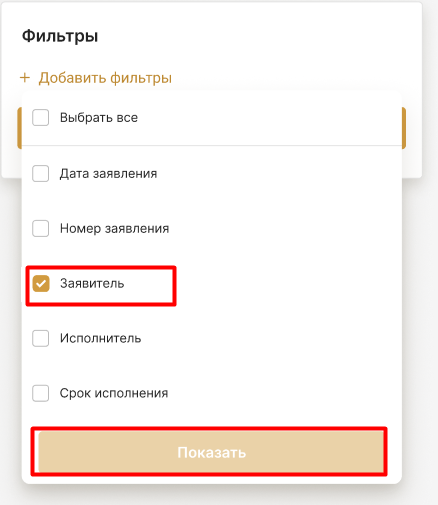 Фильтры
+ Добавить фильтры
Выбрать все
Дата заявления
Номер заявления
Заявитель
Исполнитель
Срок исполнения
Показать